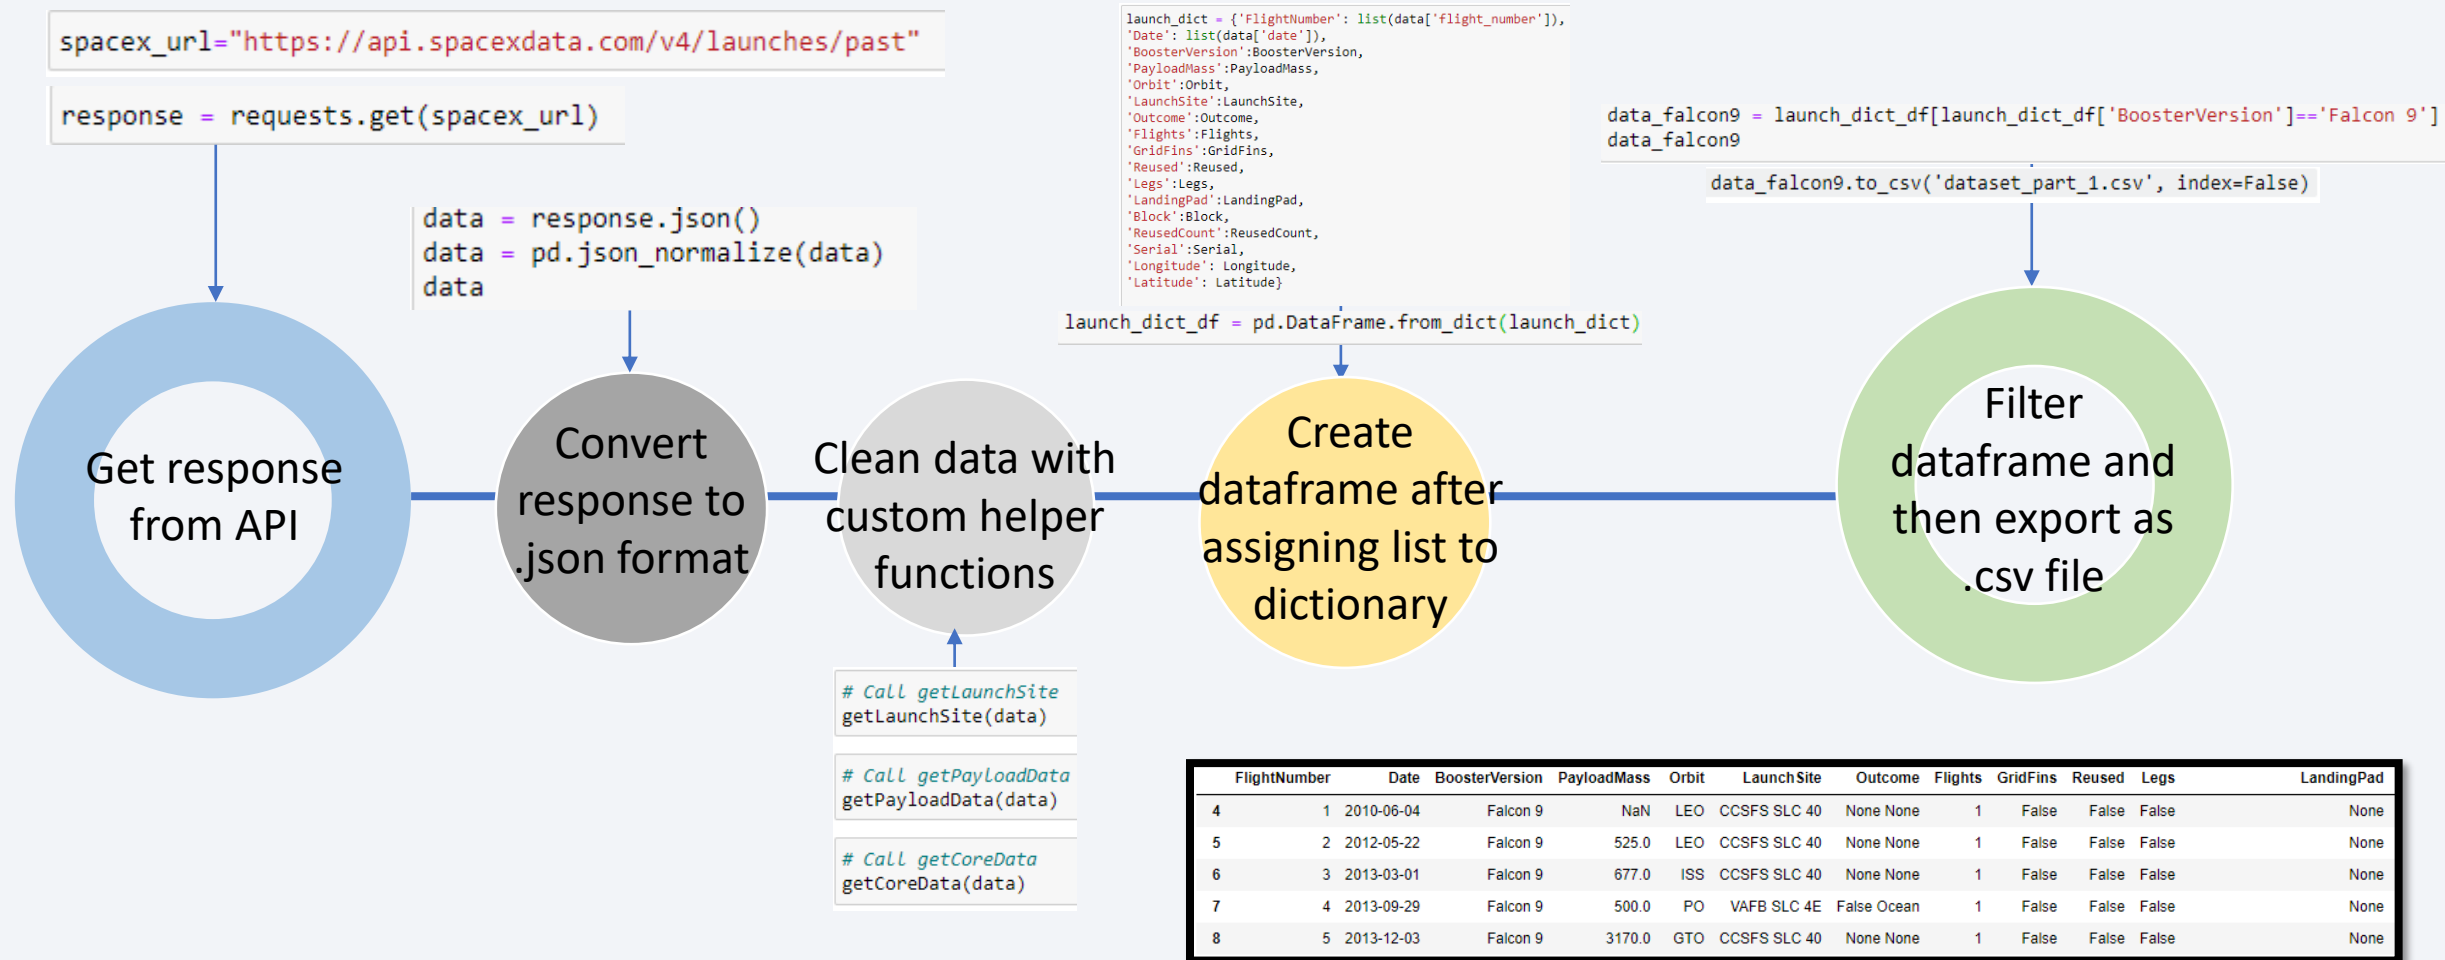 spacex_url="https://api.spacexdata.com/v4/launches/past"
response = requests.get(spacex_url)
data = response.json()
data = pd.json_normalize(data)
data
launch_dict = {'FlightNumber': list(data['flight_number']),
'Date': list(data['date']),
'BoosterVersion':BoosterVersion,
'PayloadMass':PayloadMass,
'Orbit':Orbit,
'LaunchSite':LaunchSite,
'Outcome':Outcome,
'Flights':Flights,
'GridFins':GridFins,
'Reused':Reused,
'Legs':Legs,
'LandingPad':LandingPad,
'Block':Block,
'ReusedCount':ReusedCount,
'Serial':Serial,
'Longitude': Longitude,
'Latitude': Latitude}
launch_dict_df = pd.DataFrame.from_dict(launch_dict)
data_falcon9 = launch_dict_df[launch_dict_df['BoosterVersion']=='Falcon 9']
data_falcon9
data_falcon9.to_csv('dataset_part_1.csv', index=False)
Get response
from API
Convert
response to
.json format
Clean data with
custom helper
functions
Create
dataframe after
assigning list to
dictionary
Filter
dataframe and
then export as
.csv file
# Call getLaunchSite
getLaunchSite(data)
# Call getPayloadData
getPayloadData(data)
# Call getCoreData
getCoreData(data)
FlightNumber Date BoosterVersion PayloadMass Orbit LaunchSite Outcome Flights GridFins Reused Legs LandingPad
4 1 2010-06-04 Falcon 9 NaN LEO CCSFS SLC 40 None None 1 False False False None
5 2 2012-05-22 Falcon 9 525.0 LEO CCSFS SLC 40 None None 1 False False False None
6 3 2013-03-01 Falcon 9 677.0 ISS CCSFS SLC 40 None None 1 False False False None
7 4 2013-09-29 Falcon 9 500.0 PO VAFB SLC 4E False Ocean 1 False False False None
8 5 2013-12-03 Falcon 9 3170.0 GTO CCSFS SLC 40 None None 1 False False False None